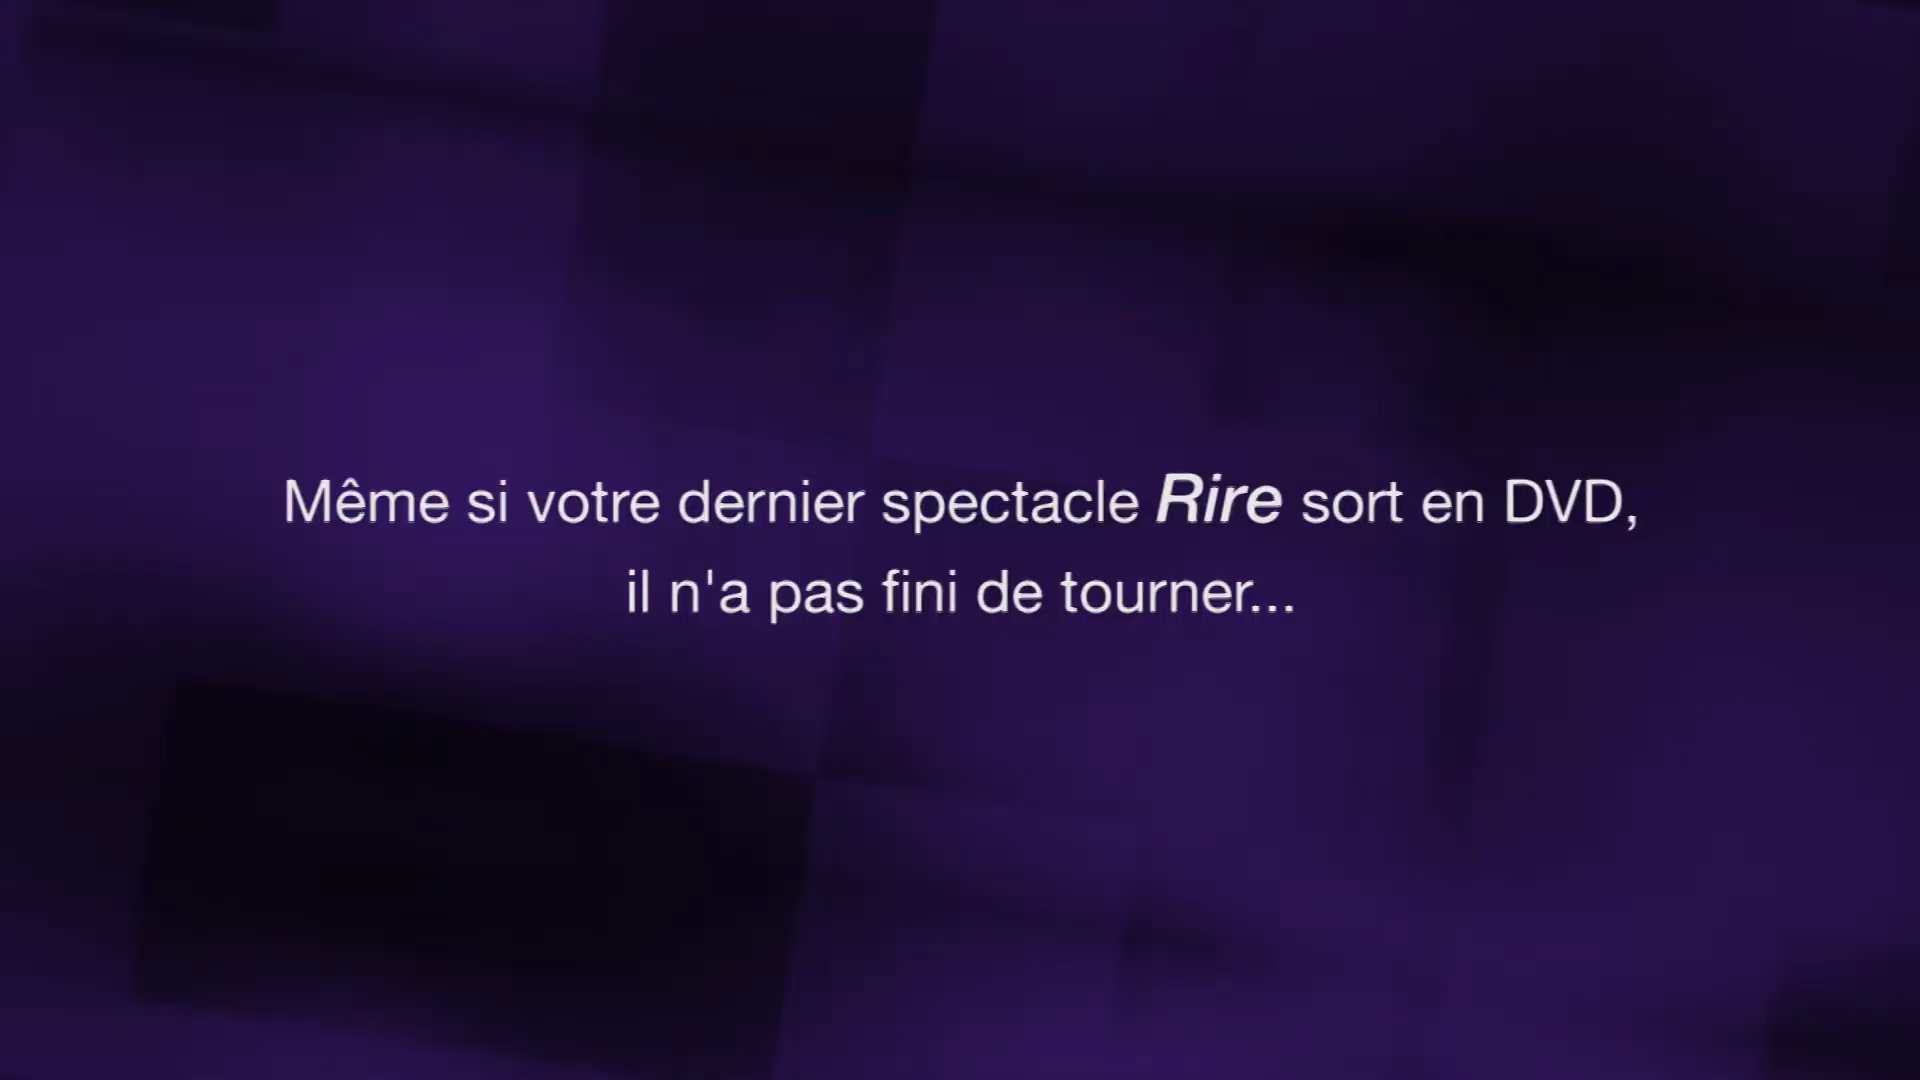 Même si votre dernier spectacle Rire sort en DVD,
il n'a pas fini de tourner...